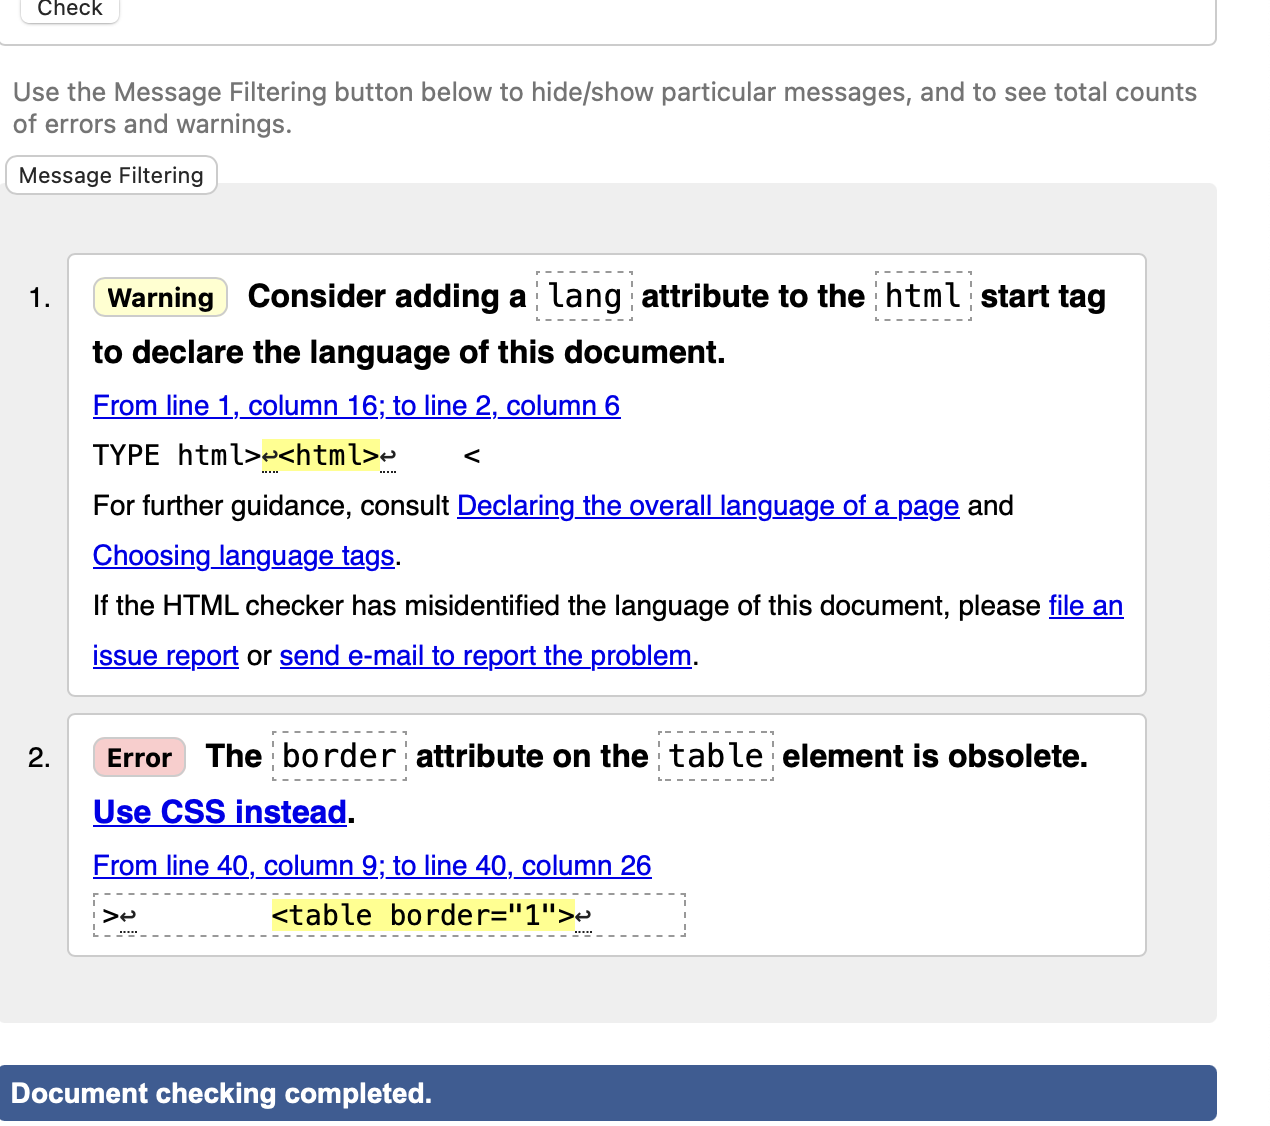 Check
Use the Message Filtering button below to hide/show particular messages, and to see total counts
of errors and warnings.
Message Filtering
1. Warning Consider adding a lang attribute to the html start tag
to declare the language of this document.
From line 1, column 16; to line 2, column 6
TYPE html>↩<html>↩    <
For further guidance, consult Declaring the overall language of a page and
Choosing language tags.
If the HTML checker has misidentified the language of this document, please file an
issue report or send e-mail to report the problem.
2. Error The border attribute on the table element is obsolete.
Use CSS instead.
From line 40, column 9; to line 40, column 26
>↩        <table border="1">↩
Document checking completed.